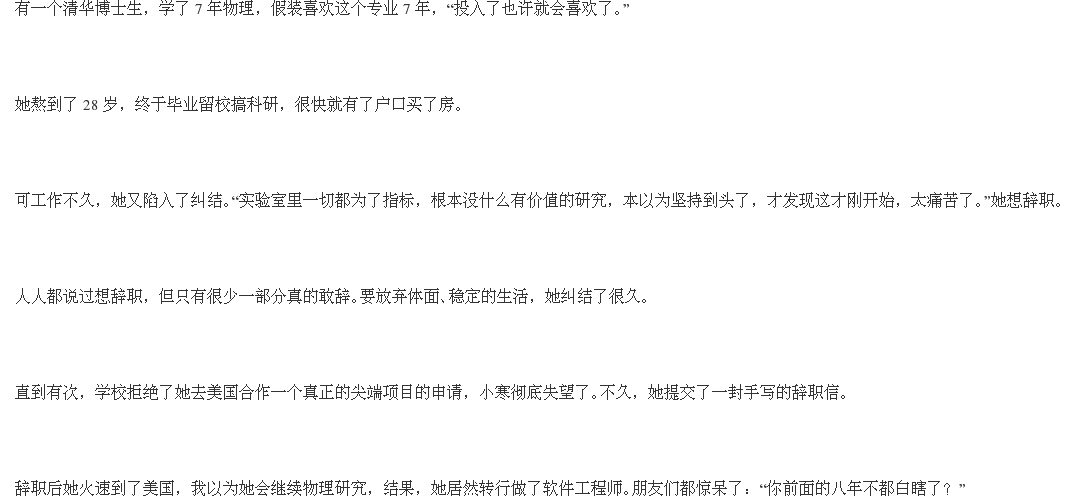 有一个清华博士生，学了 7 年物理，假装喜欢这个专业 7 年，“投入了也许就会喜欢了。”
她熬到了 28 岁，终于毕业留校搞科研，很快就有了户口买了房。
可工作不久，她又陷入了纠结。“实验室里一切都为了指标，根本没什么有价值的研究，本以为坚持到头了，才发现这才刚开始，太痛苦了。”她想辞职。
人人都说过想辞职，但只有很少一部分真的敢辞。要放弃体面、稳定的生活，她纠结了很久。
直到有次，学校拒绝了她去美国合作一个真正的尖端项目的申请，小寒彻底失望了。不久，她提交了一封手写的辞职信。
辞职后她火速到了美国，我以为她会继续物理研究，结果，她居然转行做了软件工程师。朋友们都惊呆了：“你前面的八年不都白瞎了？”